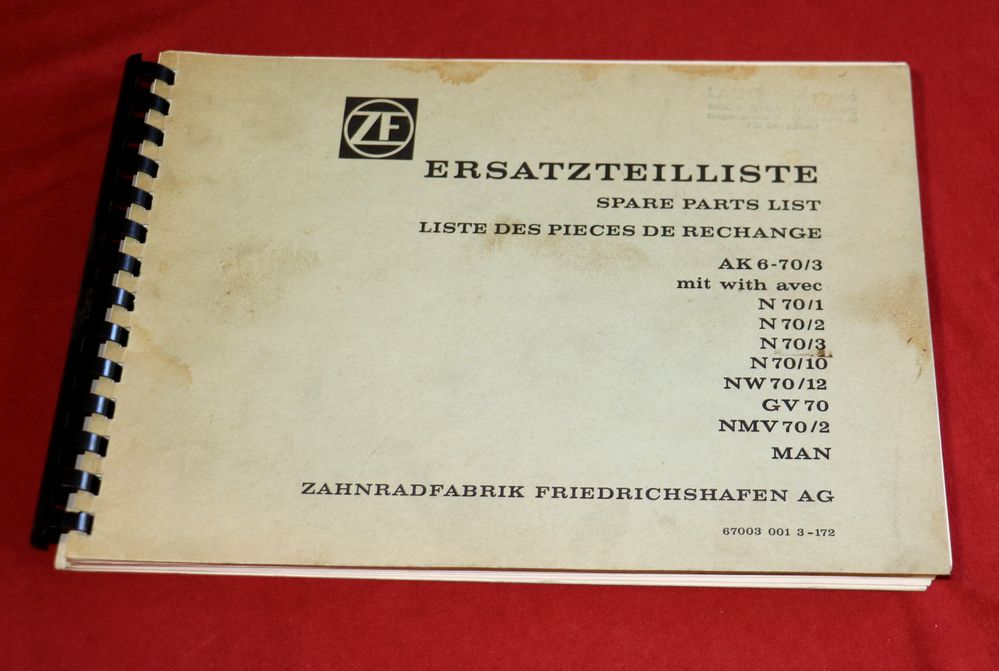 ZF
ERSATZTEILLISTE
SPARE PARTS LIST
LISTE DES PIECES DE RECHANGE
AK 6-70/3
mit with avec
N 70/1
N 70/2
N 70/3
N 70/10
NW 70/12
GV 70
NMV 70/2
MAN
ZAHNRADFABRIK FRIEDRICHSHAFEN AG
67003 001 3-172